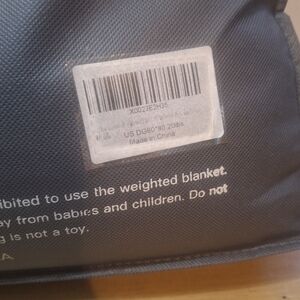 US DG60*80 20lbs
Made in China
ibited to use the weighted blanket.
ay from babies and children. Do not
g is not a toy.
A